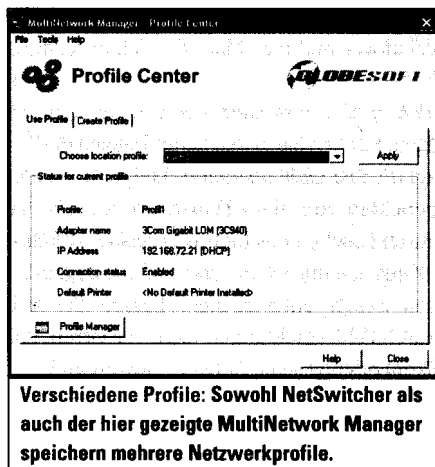 MultiNetwork Manager - Profile Center
File Tools Help
Profile Center
GLOBESOFT
Use Profile Create Profile
Choose location profile: Apply
Status for current profile
Profile: Profil1
Adapter name 3Com Gigabit LOM (3C940)
IP Address 192.168.72.21 (DHCP)
Connection status Enabled
Default Printer <No Default Printer Installed>
Profile Manager
Help Close
Verschiedene Profile: Sowohl NetSwitcher als
auch der hier gezeigte MultiNetwork Manager
speichern mehrere Netzwerkprofile.